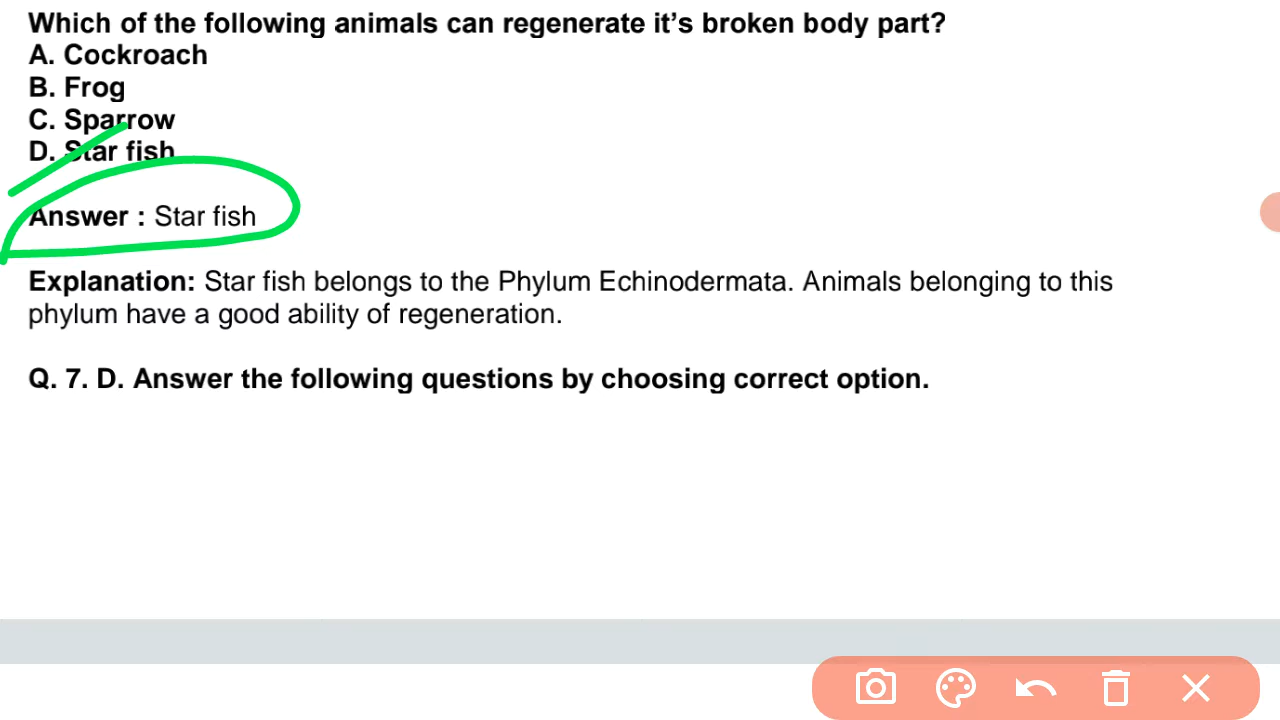 Which of the following animals can regenerate it’s broken body part?
A. Cockroach
B. Frog
C. Sparrow
D. Star fish
Answer : Star fish
Explanation: Star fish belongs to the Phylum Echinodermata. Animals belonging to this
phylum have a good ability of regeneration.
Q. 7. D. Answer the following questions by choosing correct option.